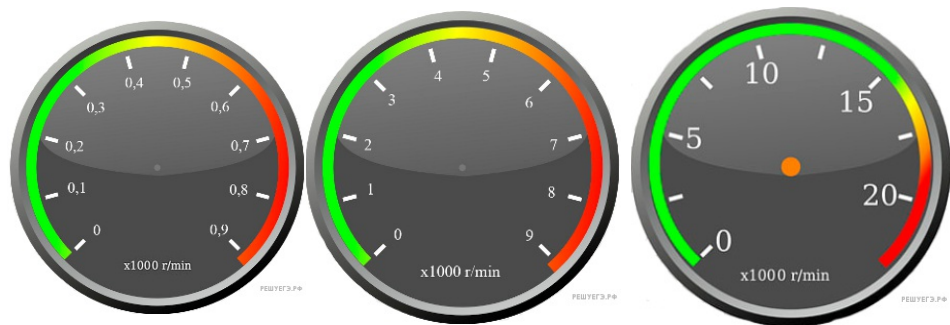 0,4 0,5
0,3 0,6
0,2 0,7
0,1 0,8
0 0,9
x1000 r/min
РЕШУЕГЭ.РФ
4 5
3 6
2 7
1 8
0 9
x1000 r/min
РЕШУЕГЭ.РФ
10
15
5
20
0
x1000 r/min
РЕШУЕГЭ.РФ